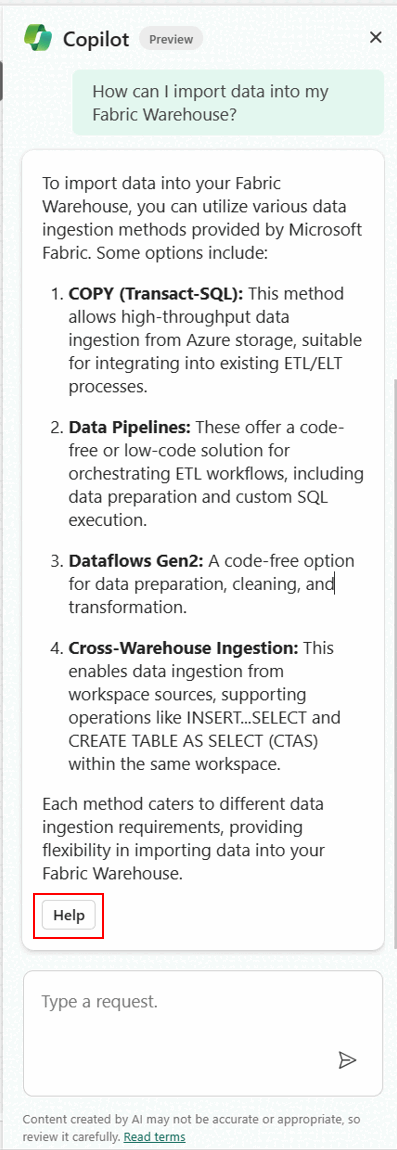 Copilot Preview
How can I import data into my
Fabric Warehouse?
To import data into your Fabric
Warehouse, you can utilize various data
ingestion methods provided by Microsoft
Fabric. Some options include:
1. COPY (Transact-SQL): This method
allows high-throughput data
ingestion from Azure storage, suitable
for integrating into existing ETL/ELT
processes.
2. Data Pipelines: These offer a code-
free or low-code solution for
orchestrating ETL workflows, including
data preparation and custom SQL
execution.
3. Dataflows Gen2: A code-free option
for data preparation, cleaning, and
transformation.
4. Cross-Warehouse Ingestion: This
enables data ingestion from
workspace sources, supporting
operations like INSERT...SELECT and
CREATE TABLE AS SELECT (CTAS)
within the same workspace.
Each method caters to different data
ingestion requirements, providing
flexibility in importing data into your
Fabric Warehouse.
Help
Type a request.
Content created by AI may not be accurate or appropriate, so
review it carefully. Read terms